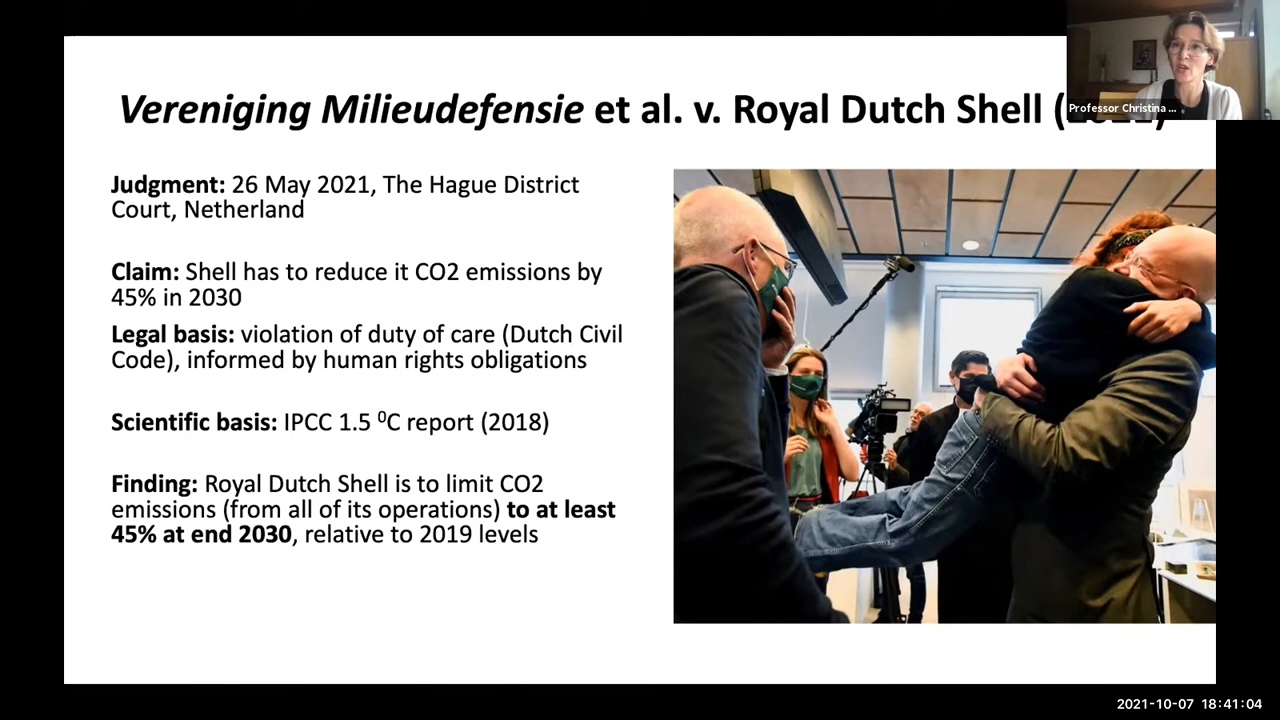 Vereniging Milieudefensie et al. v. Royal Dutch Shell (
Professor Christina ...
Judgment: 26 May 2021, The Hague District
Court, Netherland
Claim: Shell has to reduce it CO2 emissions by
45% in 2030
Legal basis: violation of duty of care (Dutch Civil
Code), informed by human rights obligations
Scientific basis: IPCC 1.5 ⁰C report (2018)
Finding: Royal Dutch Shell is to limit CO2
emissions (from all of its operations) to at least
45% at end 2030, relative to 2019 levels
2021-10-07 18:41:04